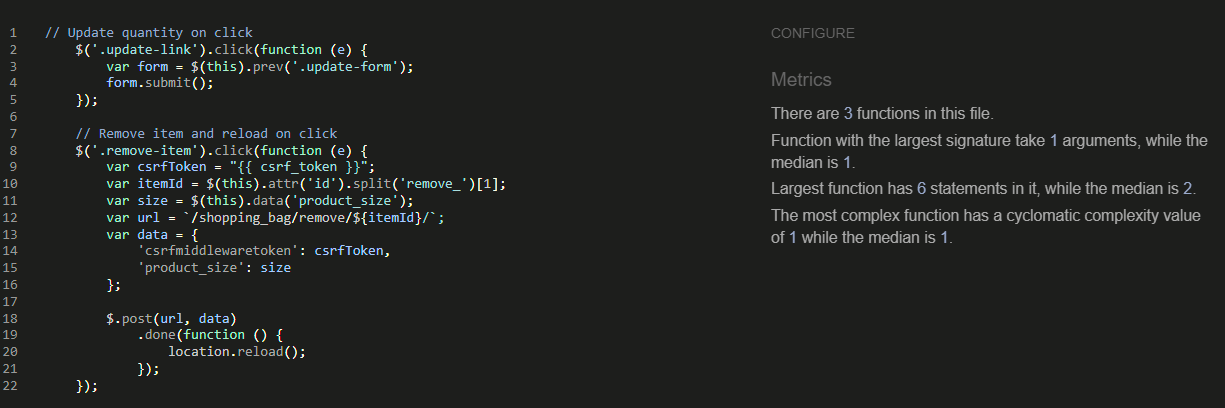 1 // Update quantity on click
2 $('.update-link').click(function (e) {
3 var form = $(this).prev('.update-form');
4 form.submit();
5 });
6
7 // Remove item and reload on click
8 $('.remove-item').click(function (e) {
9 var csrfToken = "{{ csrf_token }}";
10 var itemId = $(this).attr('id').split('remove_')[1];
11 var size = $(this).data('product_size');
12 var url = `/shopping_bag/remove/${itemId}/`;
13 var data = {
14 'csrfmiddlewaretoken': csrfToken,
15 'product_size': size
16 };
17
18 $.post(url, data)
19 .done(function () {
20 location.reload();
21 });
22 });
CONFIGURE
Metrics
There are 3 functions in this file.
Function with the largest signature take 1 arguments, while the
median is 1.
Largest function has 6 statements in it, while the median is 2.
The most complex function has a cyclomatic complexity value
of 1 while the median is 1.